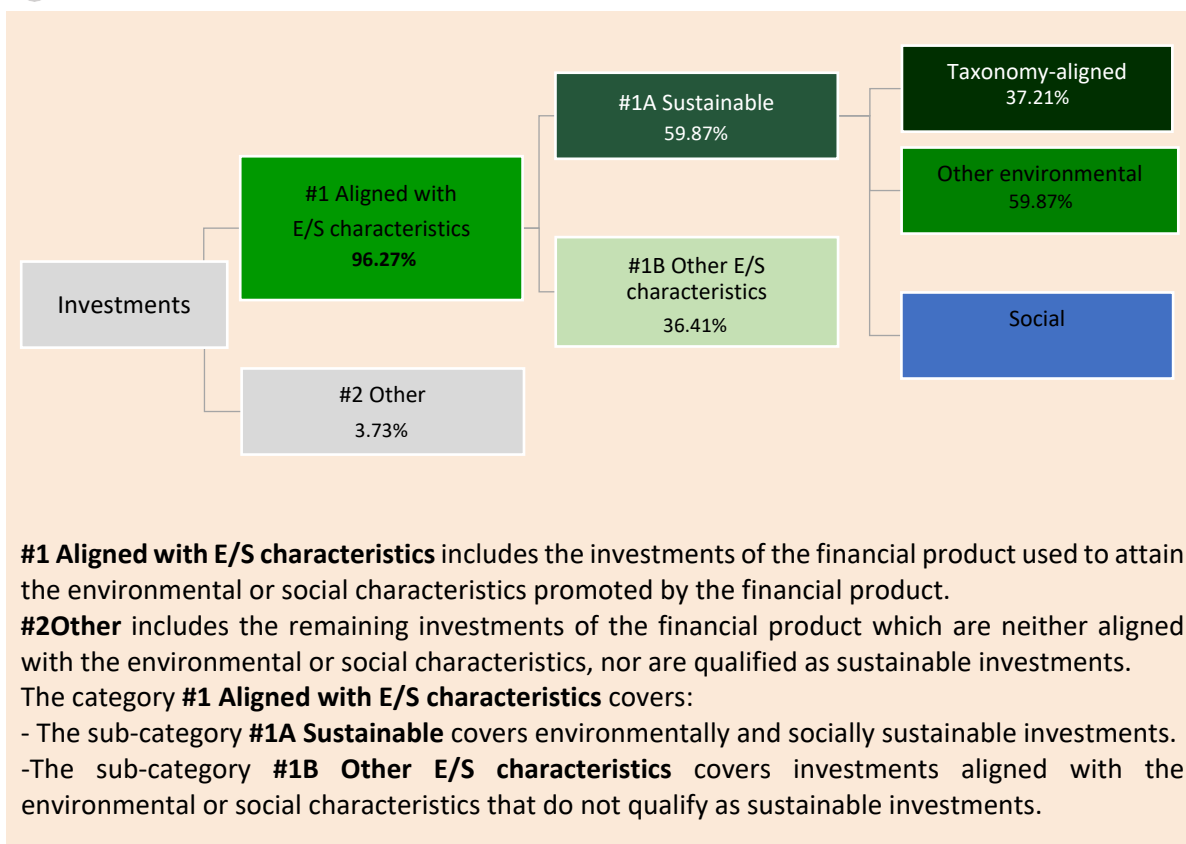 Investments
#1 Aligned with
E/S characteristics
96.27%
#2 Other
3.73%
#1A Sustainable
59.87%
#1B Other E/S
characteristics
36.41%
Taxonomy-aligned
37.21%
Other environmental
59.87%
Social
#1 Aligned with E/S characteristics includes the investments of the financial product used to attain
the environmental or social characteristics promoted by the financial product.
#2Other includes the remaining investments of the financial product which are neither aligned
with the environmental or social characteristics, nor are qualified as sustainable investments.
The category #1 Aligned with E/S characteristics covers:
- The sub-category #1A Sustainable covers environmentally and socially sustainable investments.
-The sub-category #1B Other E/S characteristics covers investments aligned with the
environmental or social characteristics that do not qualify as sustainable investments.